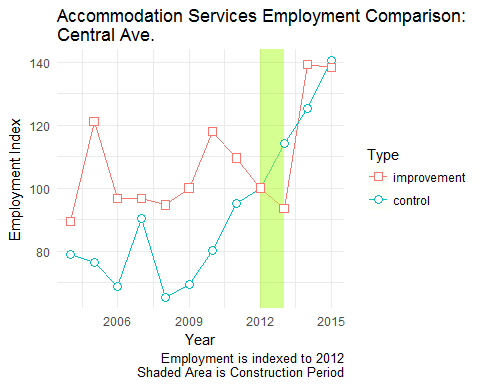 Accommodation Services Employment Comparison:
Central Ave.
Employment Index
140
120
100
80
2006
2009
2012
2015
Year
Type
improvement
control
Employment is indexed to 2012
Shaded Area is Construction Period